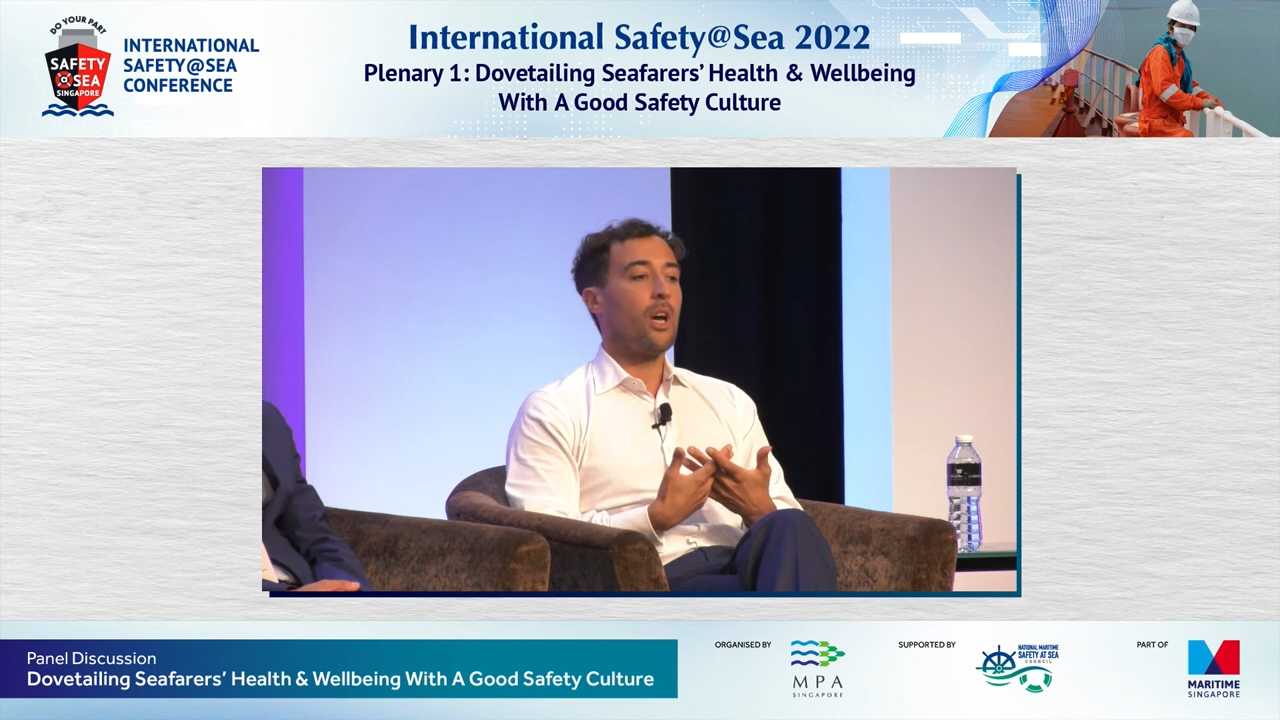 DO YOUR PART
SAFETY
@SEA
SINGAPORE
INTERNATIONAL
SAFETY@SEA
CONFERENCE
International Safety@Sea 2022
Plenary 1: Dovetailing Seafarers' Health & Wellbeing
With A Good Safety Culture
Panel Discussion
Dovetailing Seafarers' Health & Wellbeing With A Good Safety Culture
ORGANISED BY
MPA
SINGAPORE
SUPPORTED BY
NATIONAL MARITIME
SAFETY AT SEA
COUNCIL
PART OF
MARITIME
SINGAPORE